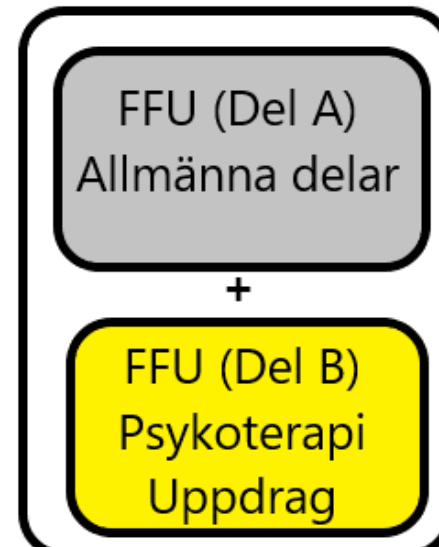 FFU (Del A)
Allmänna delar
+
FFU (Del B)
Psykoterapi
Uppdrag